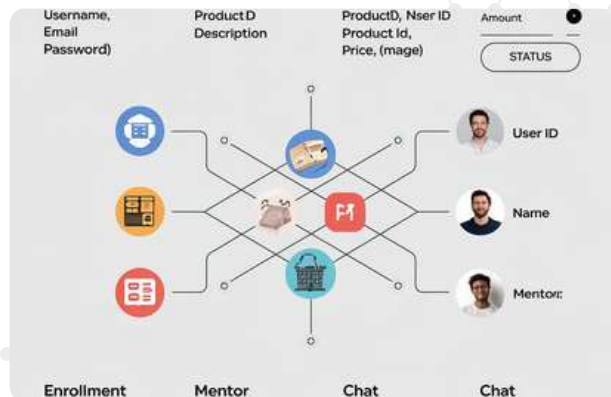 Username,
Email
Password)
Product D
Description
ProductD, Nser ID
Product Id,
Price, (mage)
Amount
STATUS
User ID
Name
Mentor:
Enrollment
Mentor
Chat
Chat